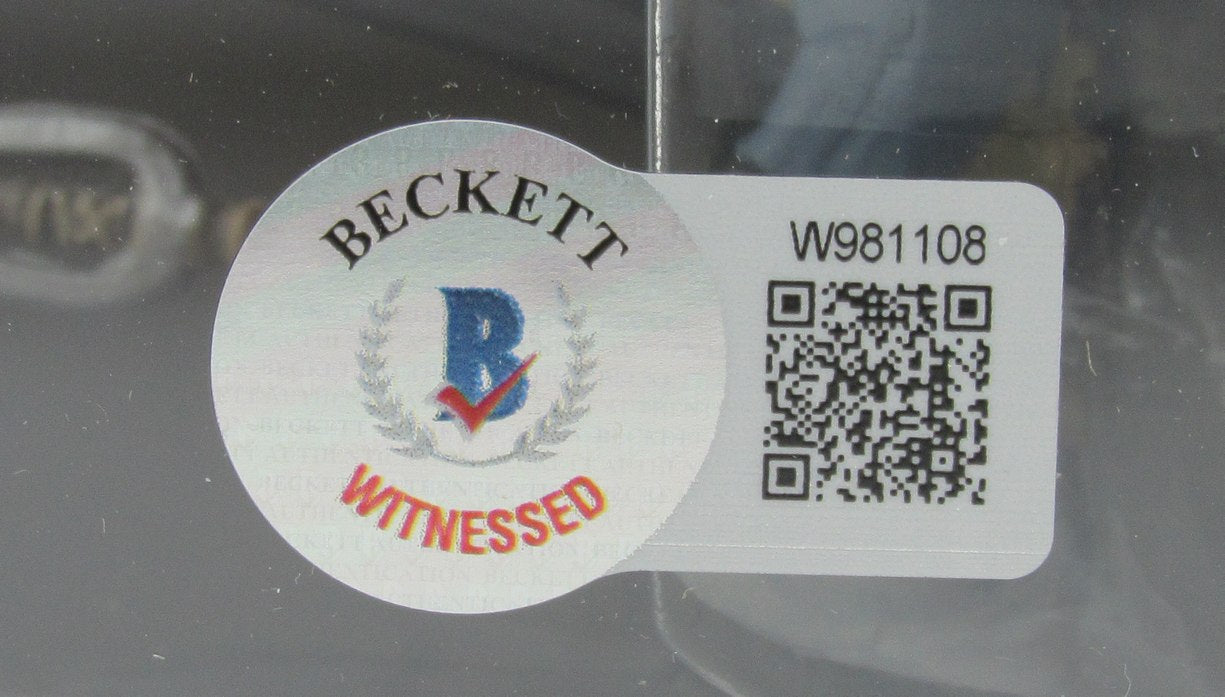 BECKETT
B
WITNESSED
W981108